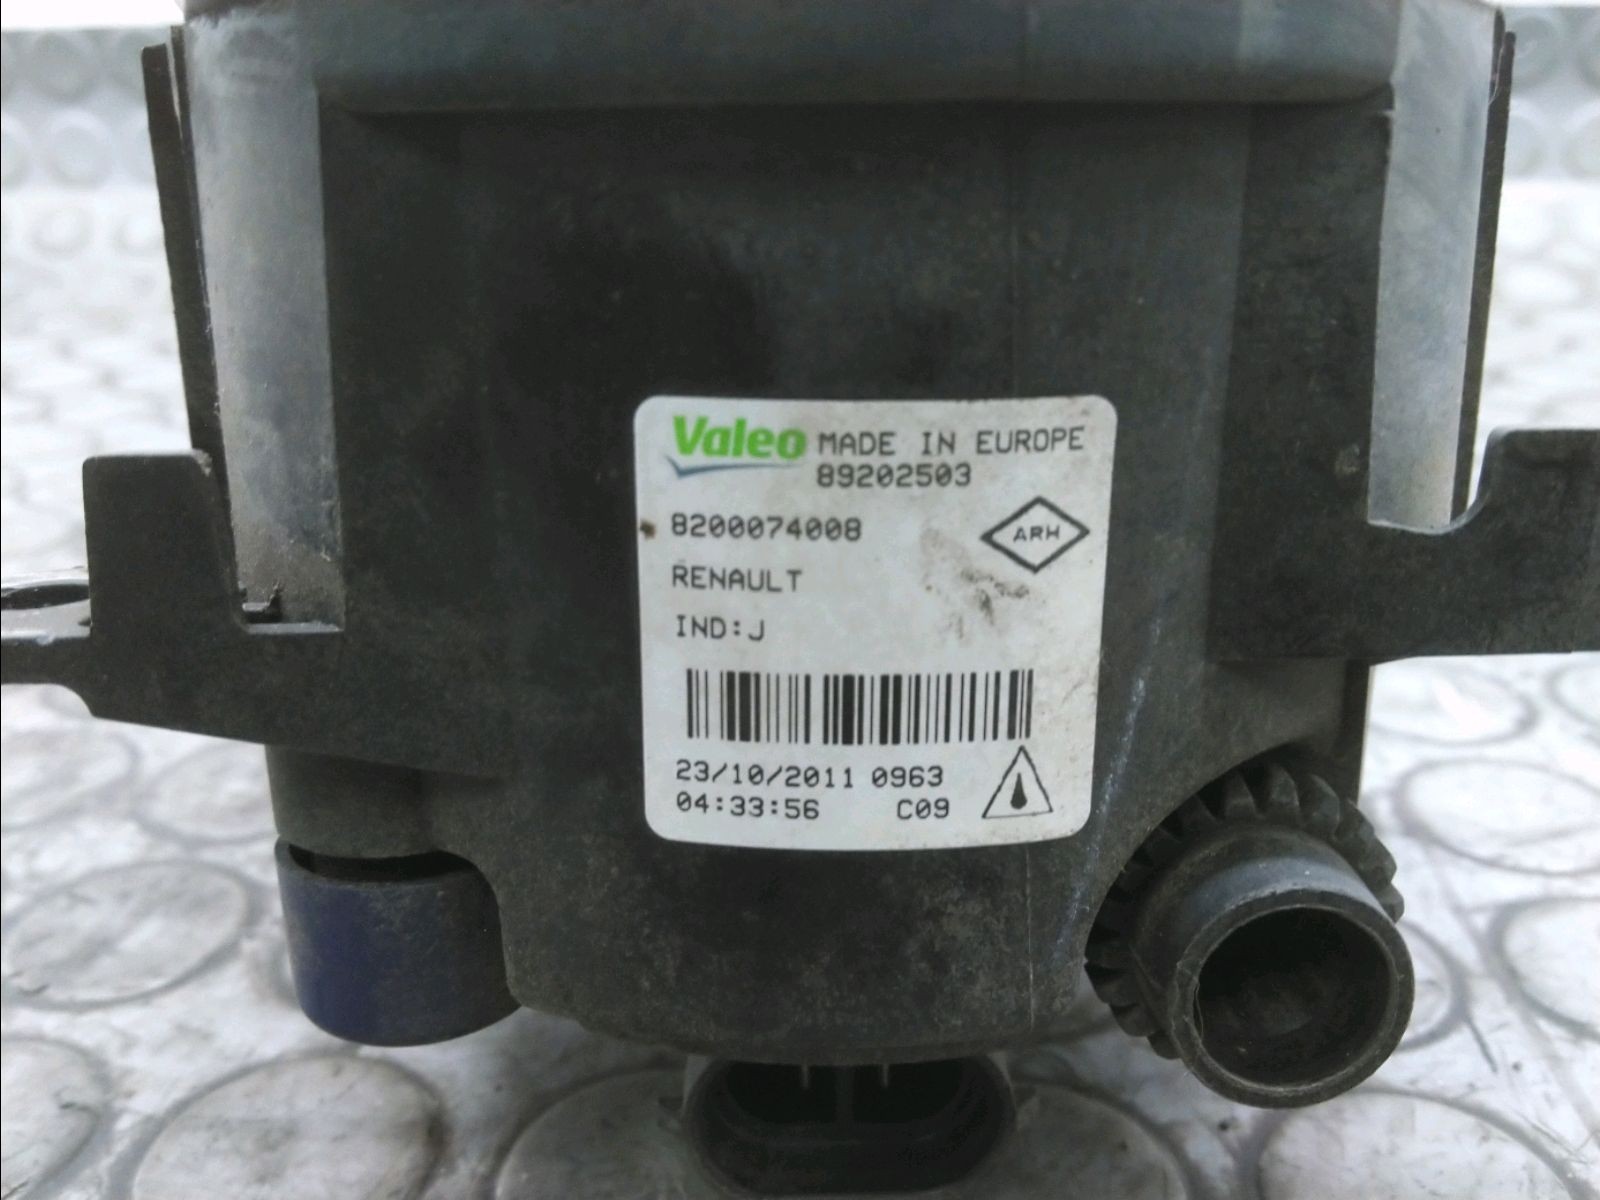 Valeo MADE IN EUROPE
89202503
8200074008
ARH
RENAULT
IND:J
23/10/2011 0963
04:33:56 C09